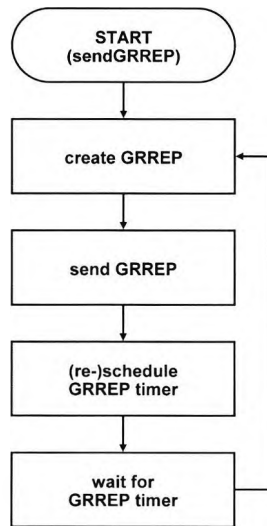 START
(sendGRREP)
create GRREP
send GRREP
(re-)schedule
GRREP timer
wait for
GRREP timer